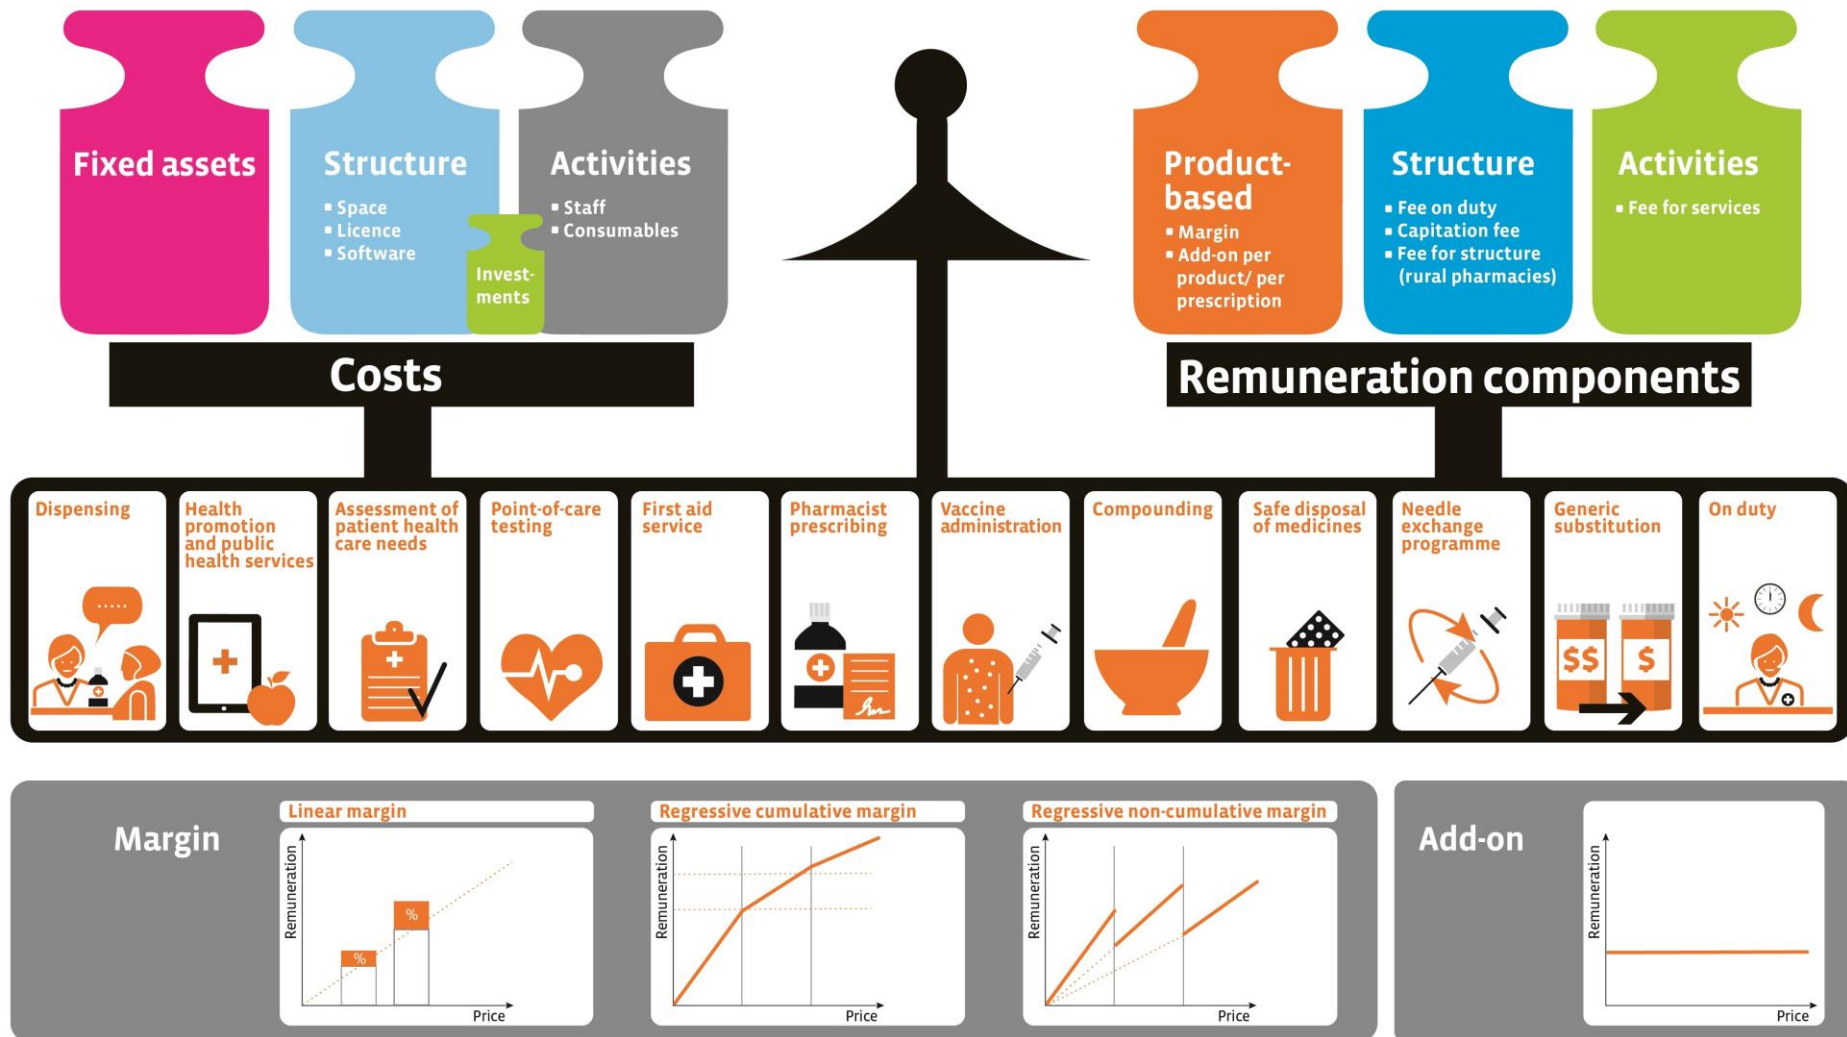 Fixed assets
Structure
▪ Space
▪ Licence
▪ Software
Invest-
ments
Activities
▪ Staff
▪ Consumables
Product-
based
▪ Margin
▪ Add-on per
product/ per
prescription
Structure
▪ Fee on duty
▪ Capitation fee
▪ Fee for structure
(rural pharmacies)
Activities
▪ Fee for services
Costs
Remuneration components
Dispensing
Health
promotion
and public
health services
Assessment of
patient health
care needs
Point-of-care
testing
First aid
service
Pharmacist
prescribing
Vaccine
administration
Compounding
Safe disposal
of medicines
Needle
exchange
programme
Generic
substitution
$$
$
On duty
Margin
Linear margin
Remuneration
%
%
Price
Regressive cumulative margin
Remuneration
Price
Regressive non-cumulative margin
Remuneration
Price
Add-on
Remuneration
Price